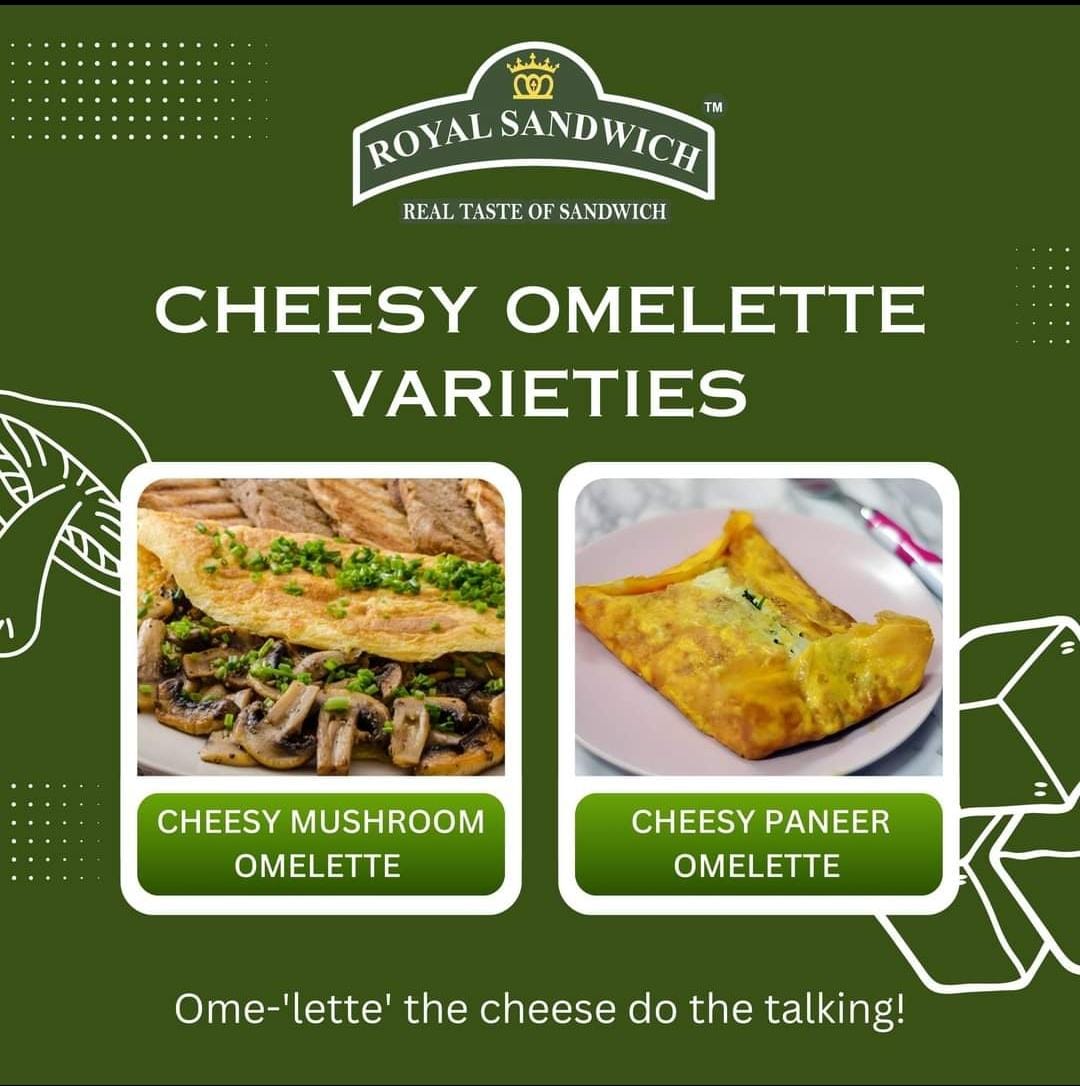 ROYAL SANDWICH
TM
REAL TASTE OF SANDWICH
CHEESY OMELETTE
VARIETIES
CHEESY MUSHROOM
OMELETTE
CHEESY PANEER
OMELETTE
Ome-'lette' the cheese do the talking!